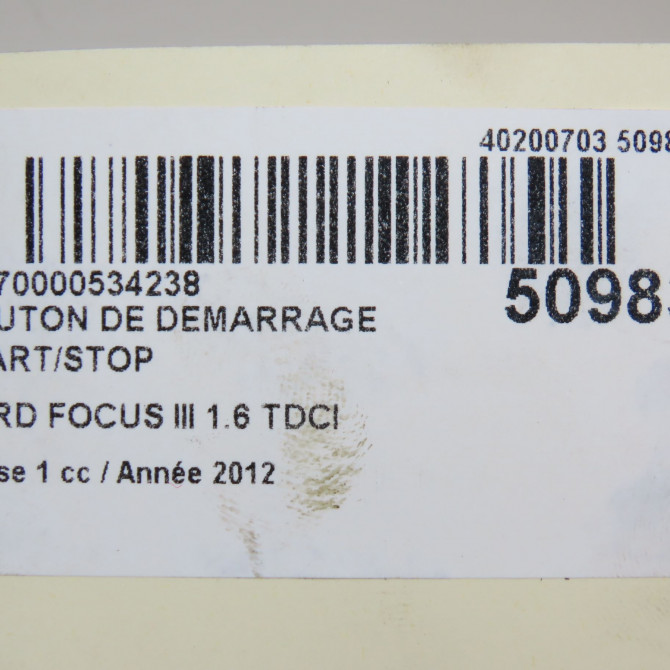 40200703 5098
70000534238
5098
UTON DE DEMARRAGE
ART/STOP
RD FOCUS III 1.6 TDCI
se 1 cc / Année 2012